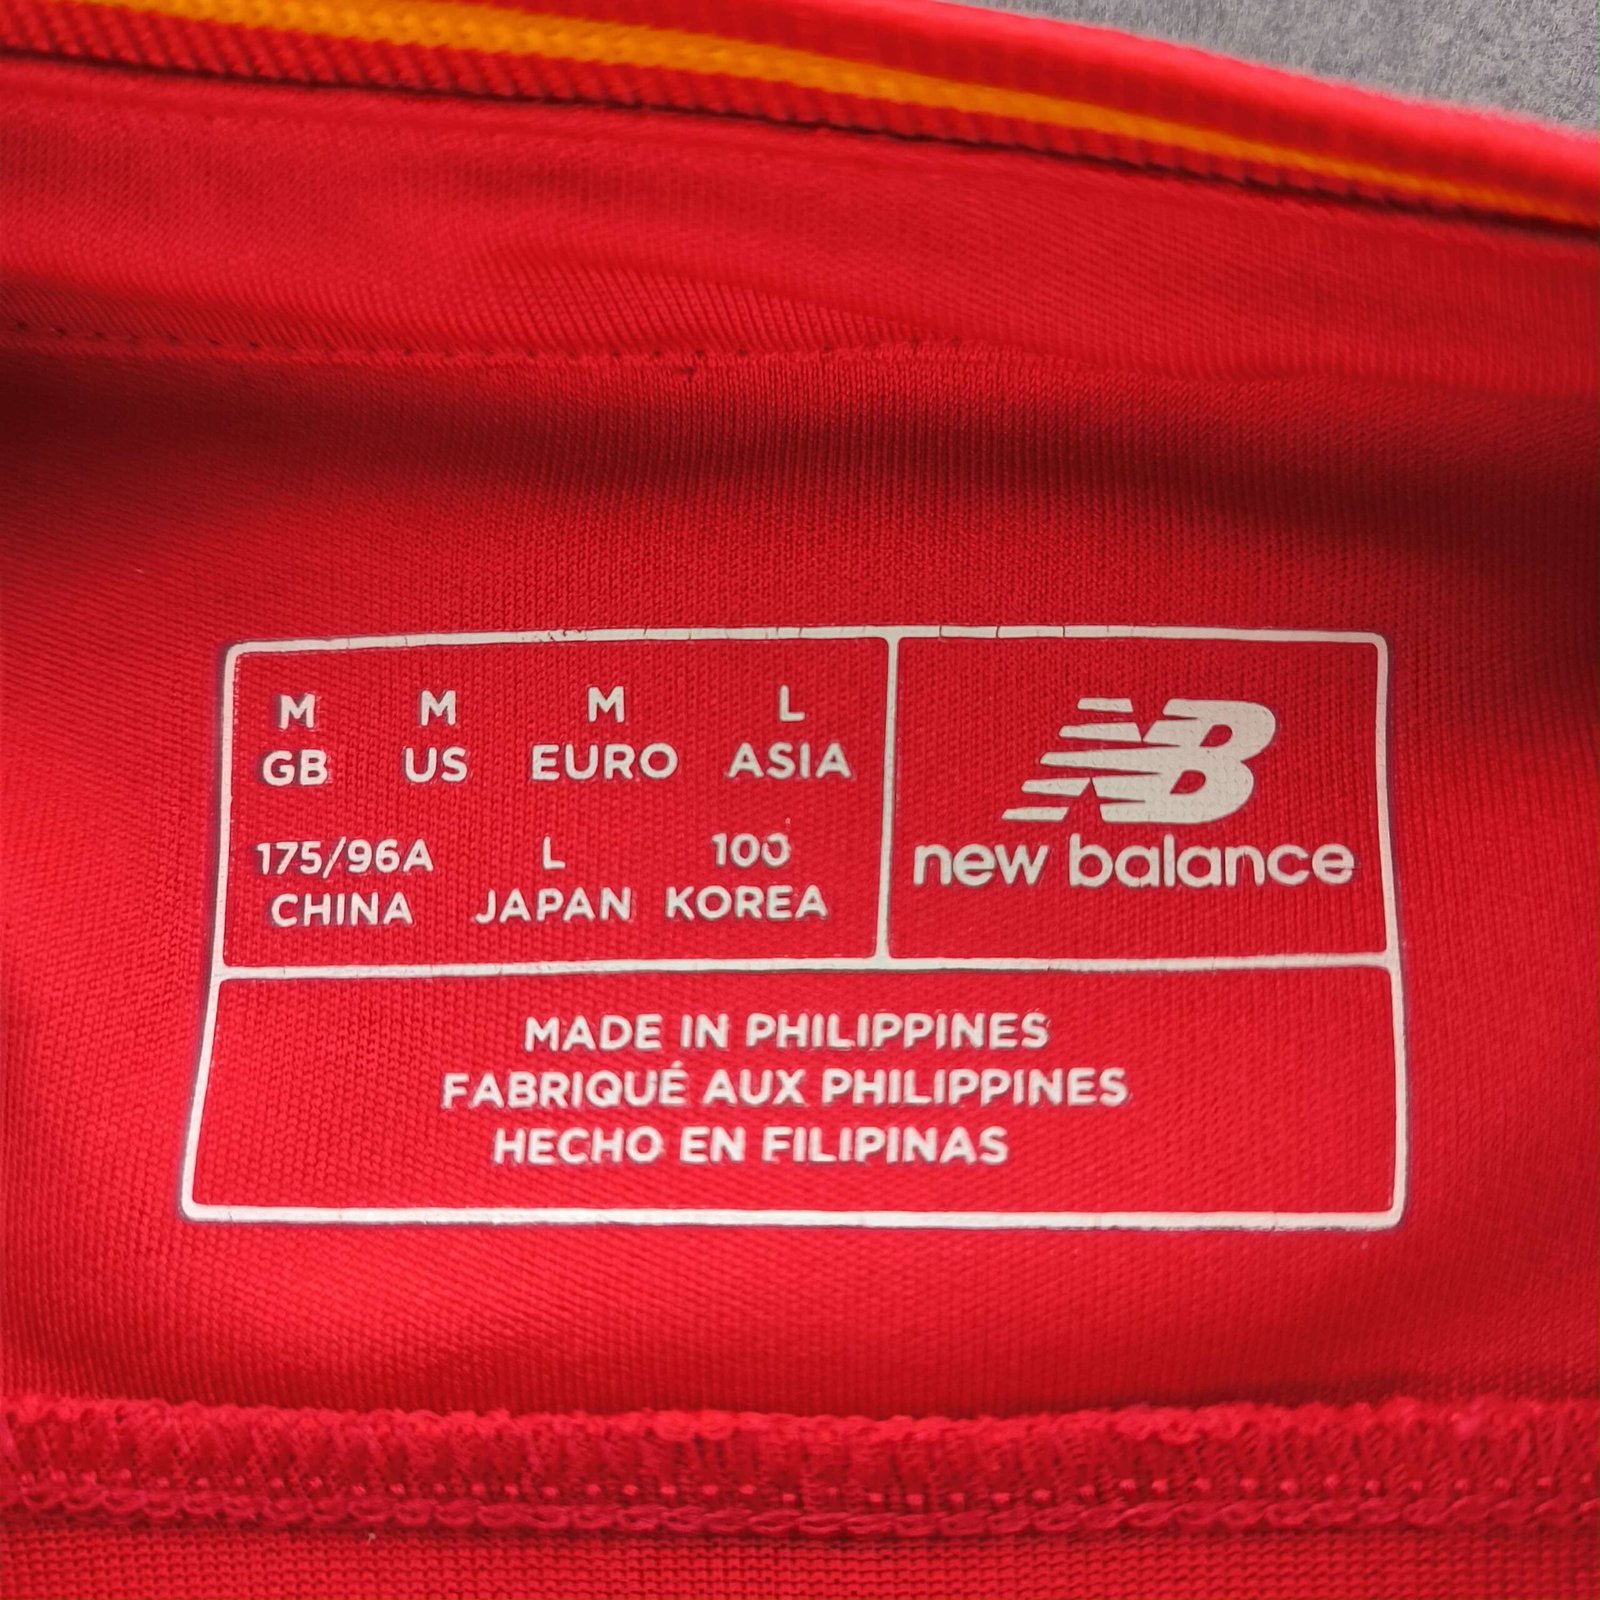 M M M L
GB US EURO ASIA
175/96A L 100
CHINA JAPAN KOREA
NB
new balance
MADE IN PHILIPPINES
FABRIQUÉ AUX PHILIPPINES
HECHO EN FILIPINAS